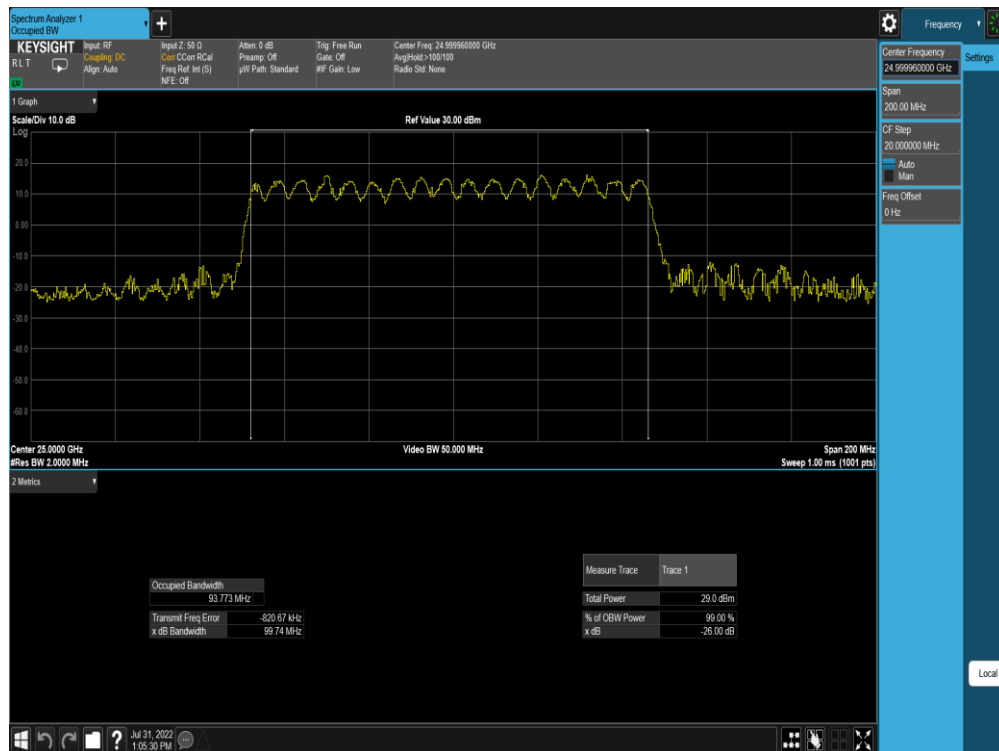 Spectrum Analyzer 1
Occupied BW
Frequency
KEYSIGHT
R L T
LXI
Input: RF
Coupling: DC
Align: Auto
Input Z: 50 Ω
Corr CCorr RCal
Freq Ref: Int (S)
NFE: Off
Atten: 0 dB
Preamp: Off
µW Path: Standard
Trig: Free Run
Gate: Off
#IF Gain: Low
Center Freq: 24.999960000 GHz
Avg|Hold:>100/100
Radio Std: None
Center Frequency
24.999960000 GHz
Settings
Span
200.00 MHz
CF Step
20.000000 MHz
Auto
Man
Freq Offset
0 Hz
1 Graph
Scale/Div 10.0 dB
Ref Value 30.00 dBm
Log
20.0
10.0
0.00
-10.0
-20.0
-30.0
-40.0
-50.0
-60.0
Center 25.0000 GHz
Video BW 50.000 MHz
Span 200 MHz
#Res BW 2.0000 MHz
Sweep 1.00 ms (1001 pts)
2 Metrics
Occupied Bandwidth
93.773 MHz
Transmit Freq Error -820.67 kHz
x dB Bandwidth 99.74 MHz
Measure Trace Trace 1
Total Power 29.0 dBm
% of OBW Power 99.00 %
x dB -26.00 dB
Local
Jul 31, 2022
1:05:30 PM